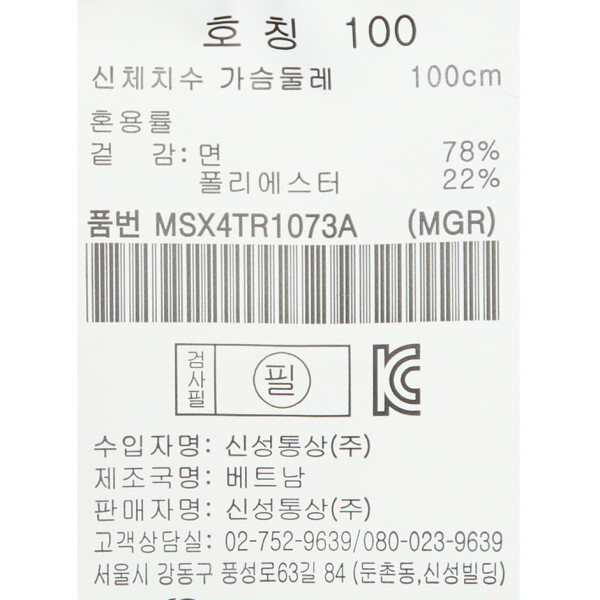 호칭 100
신체치수 가슴둘레 100cm
혼용률
겉 감: 면 78%
폴리에스터 22%
품번 MSX4TR1073A (MGR)
검사필 필 KC
수입자명: 신성통상(주)
제조국명: 베트남
판매자명: 신성통상(주)
고객상담실: 02-752-9639/080-023-9639
서울시 강동구 풍성로63길 84 (둔촌동,신성빌딩)